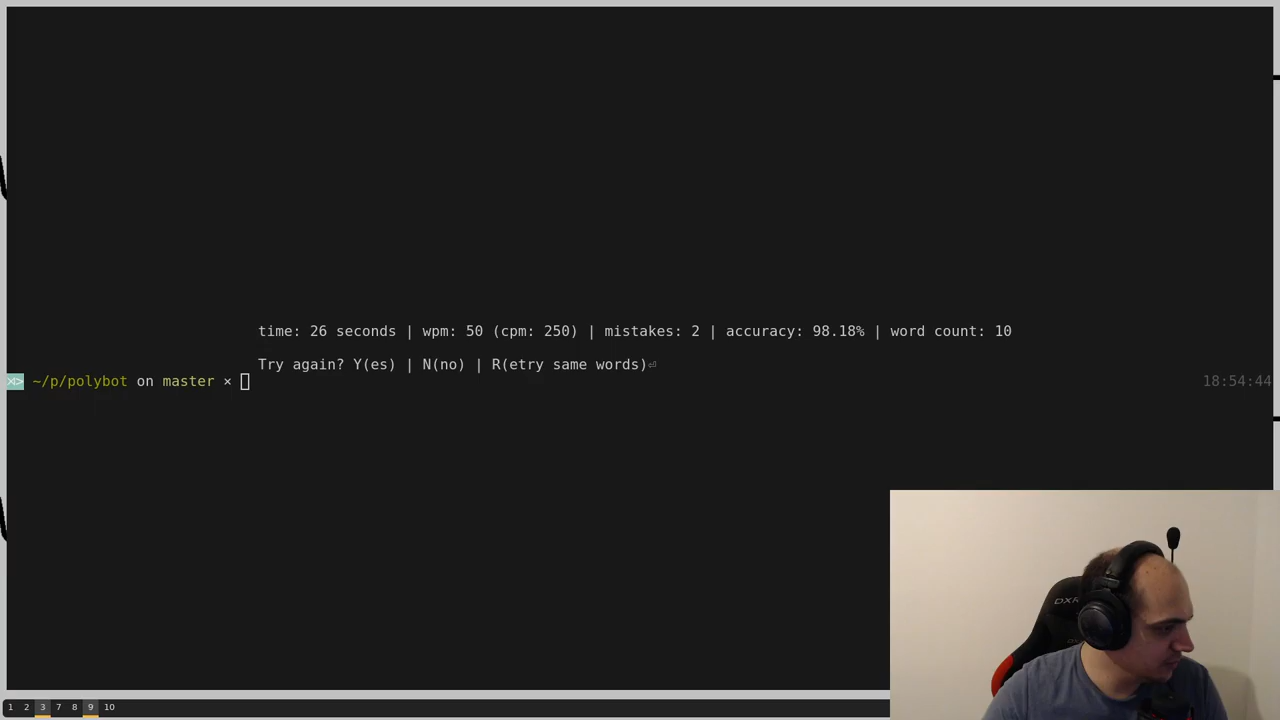 time: 26 seconds | wpm: 50 (cpm: 250) | mistakes: 2 | accuracy: 98.18% | word count: 10
Try again? Y(es) | N(no) | R(etry same words)⏎
×> ~/p/polybot on master × 18:54:44
DXR
1 2 3 7 8 9 10